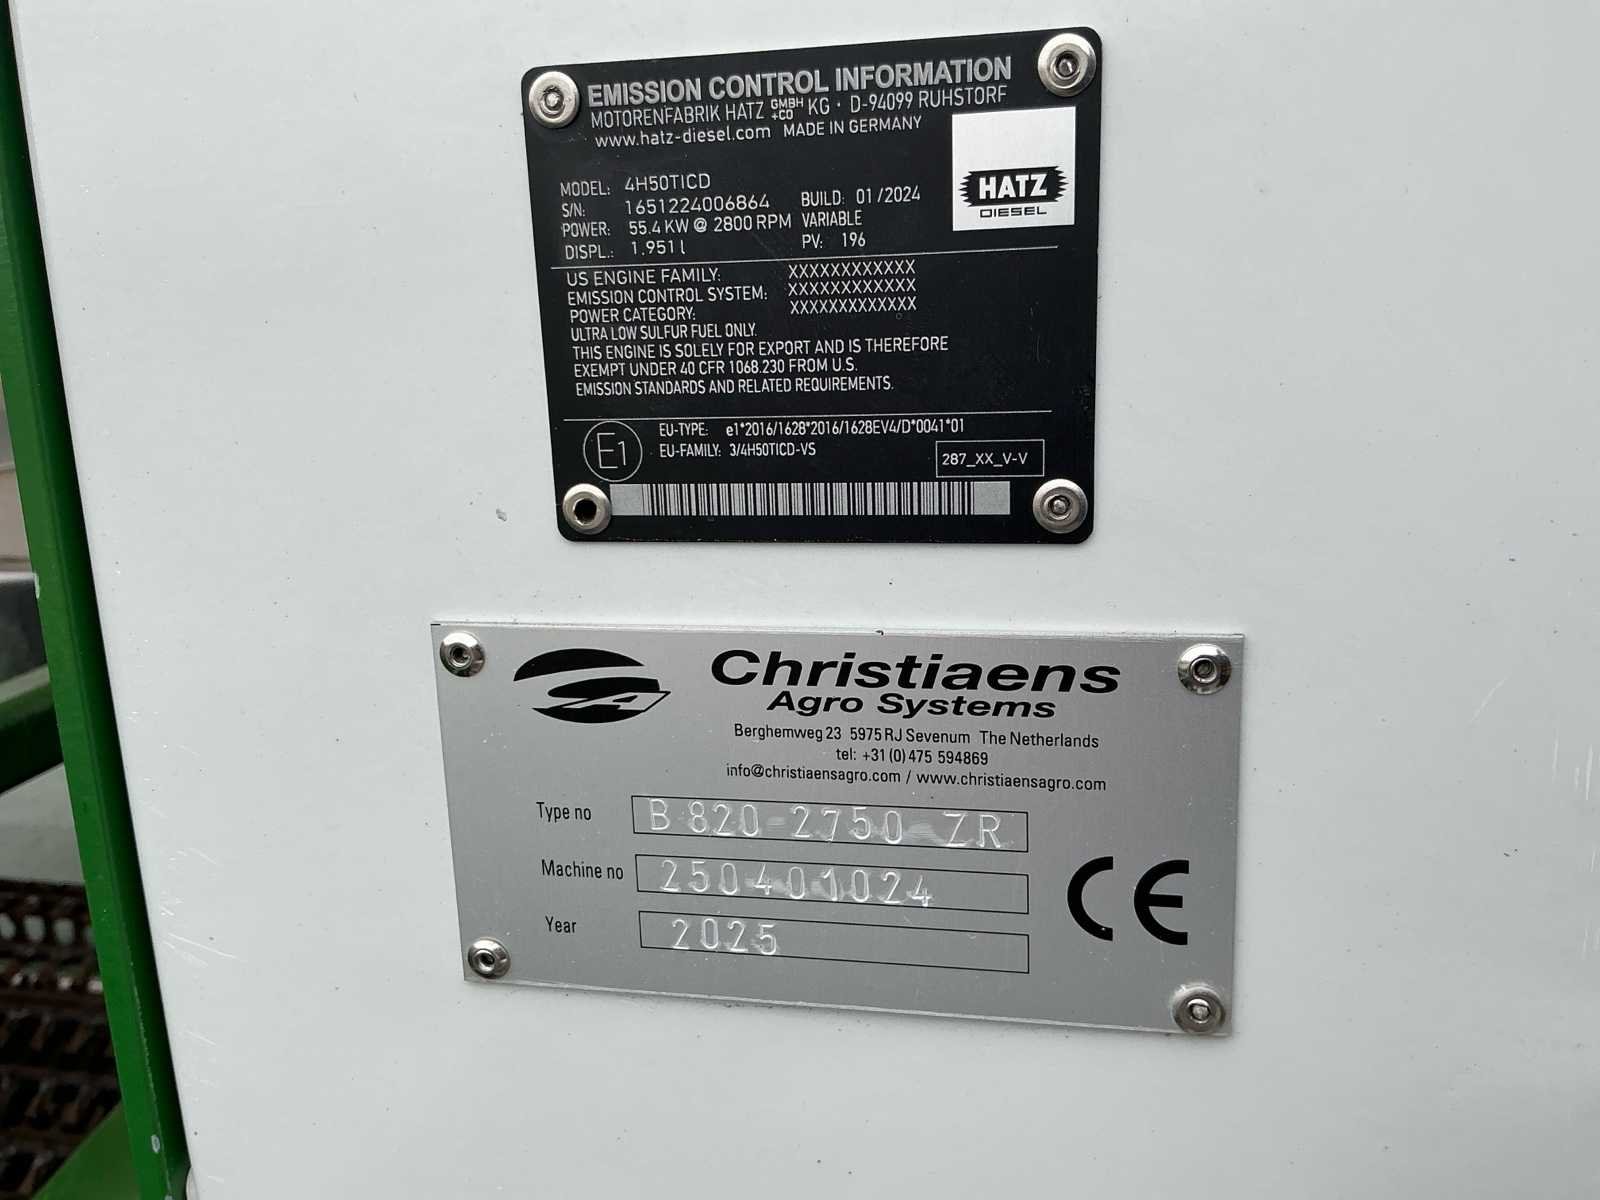 EMISSION CONTROL INFORMATION
MOTORENFABRIK HATZ GMBH +CO KG · D-94099 RUHSTORF
www.hatz-diesel.com MADE IN GERMANY
HATZ
DIESEL
MODEL: 4H50TICD
S/N: 1651224006864 BUILD: 01/2024
POWER: 55.4 KW @ 2800 RPM VARIABLE
DISPL.: 1,951 l PV: 196
US ENGINE FAMILY: XXXXXXXXXXXX
EMISSION CONTROL SYSTEM: XXXXXXXXXXXX
POWER CATEGORY: XXXXXXXXXXXX
ULTRA LOW SULFUR FUEL ONLY.
THIS ENGINE IS SOLELY FOR EXPORT AND IS THEREFORE
EXEMPT UNDER 40 CFR 1068.230 FROM U.S.
EMISSION STANDARDS AND RELATED REQUIREMENTS.
E1
EU-TYPE: e1*2016/1628*2016/1628EV4/D*0041*01
EU-FAMILY: 3/4H50TICD-VS
287_XX_V-V
Christiaens
Agro Systems
Berghemweg 23 5975 RJ Sevenum The Netherlands
tel: +31 (0)475 594869
info@christiaensagro.com / www.christiaensagro.com
Type no B 820-2750 ZR
Machine no 250401024
Year 2025
CE